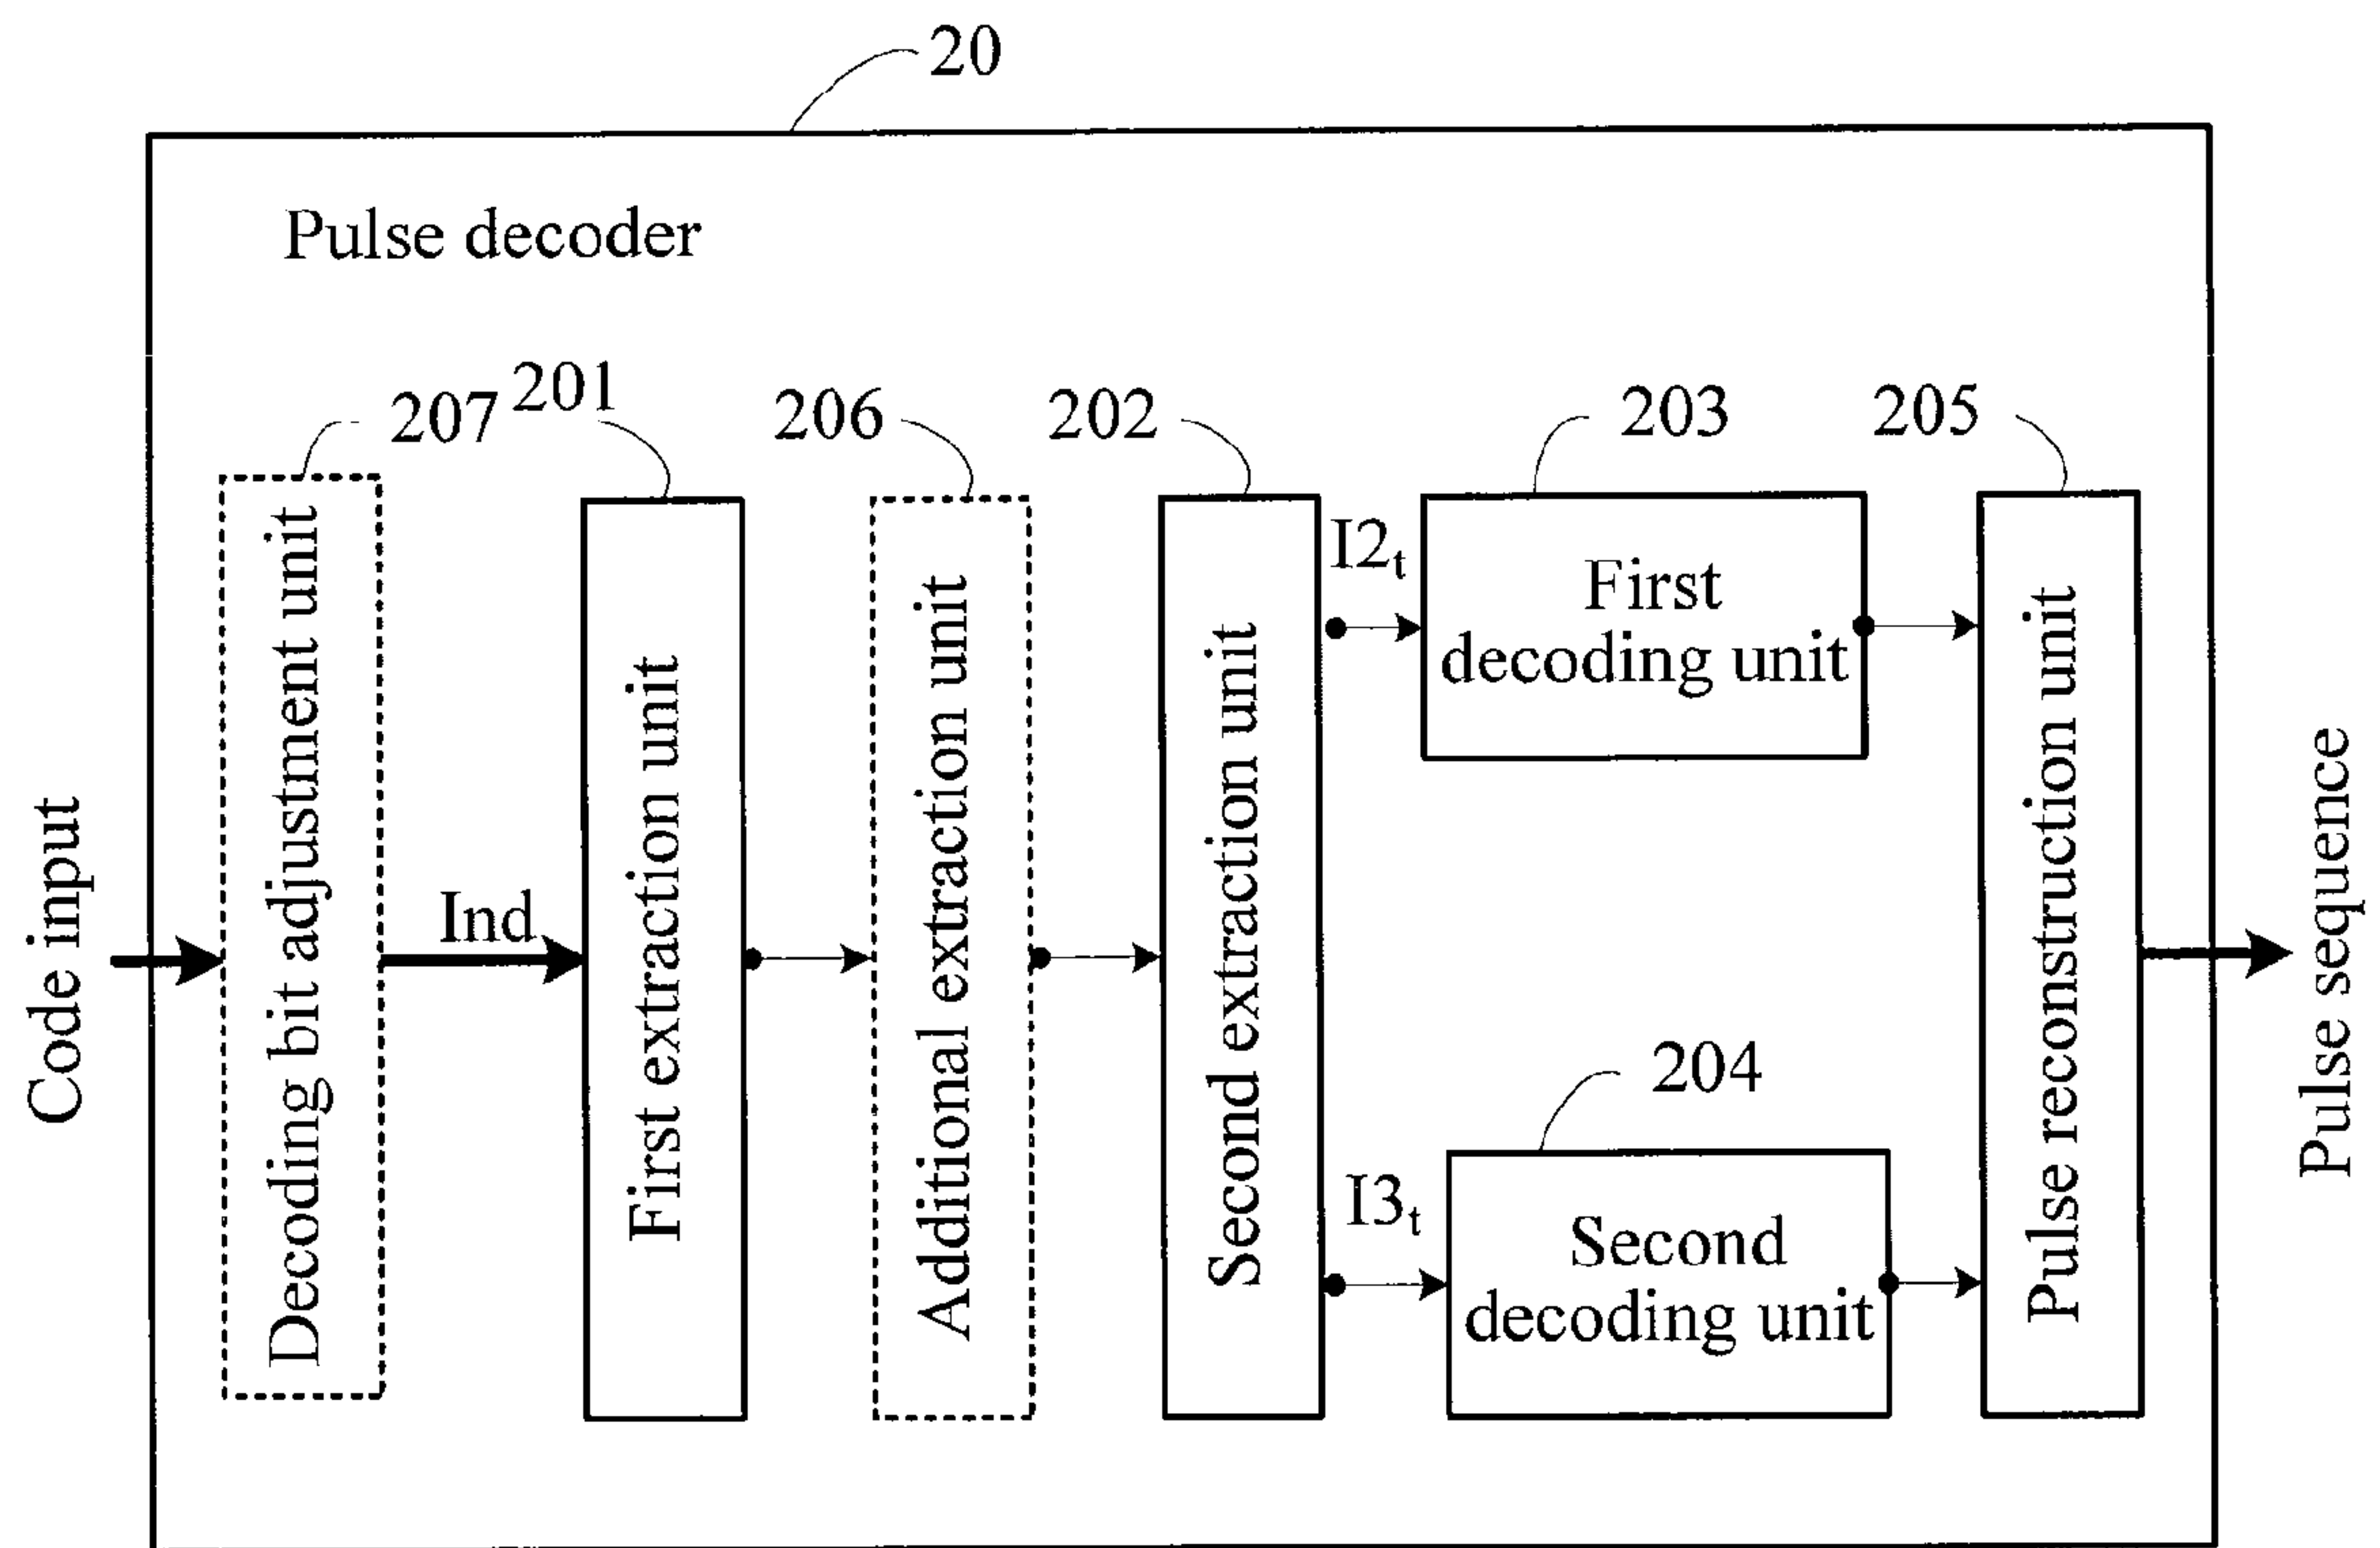 20
Pulse decoder
207
201
206
202
203
205
Code input
Decoding bit adjustment unit
Ind
First extraction unit
Additional extraction unit
Second extraction unit
I2t
First
decoding unit
204
I3t
Second
decoding unit
Pulse reconstruction unit
Pulse sequence